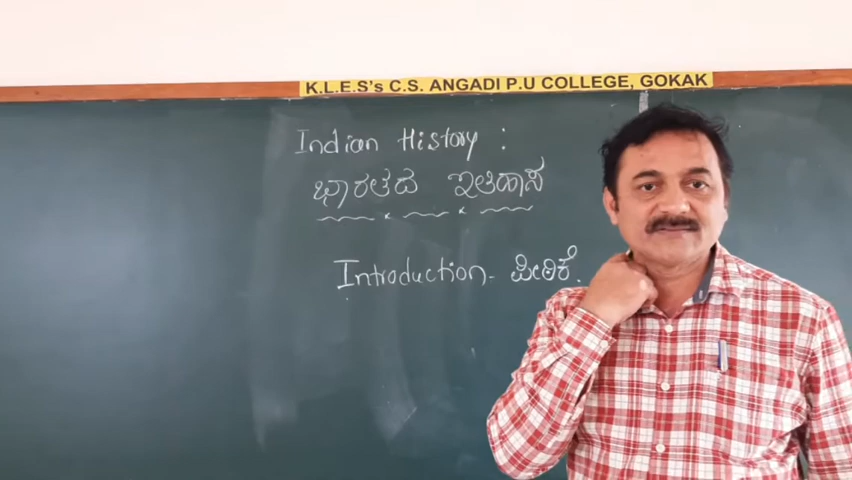 K.L.E.S's C.S. ANGADI P.U COLLEGE, GOKAK
Indian History :
ಭಾರತದ ಇತಿಹಾಸ
Introduction - ಪೀಠಿಕೆ.